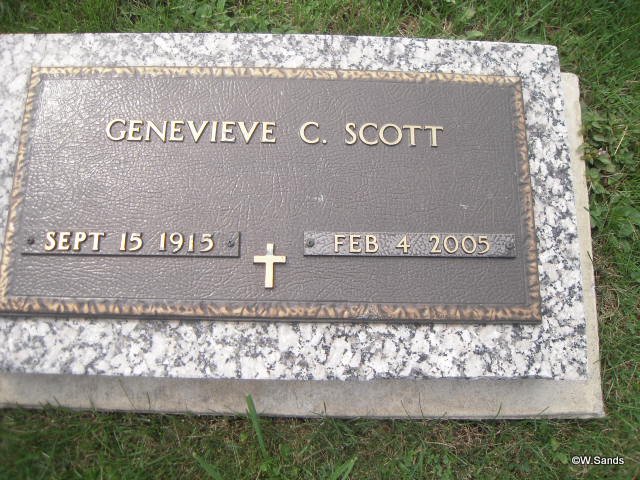 GENEVIEVE C. SCOTT
SEPT 15 1915 FEB 4 2005
©W.Sands